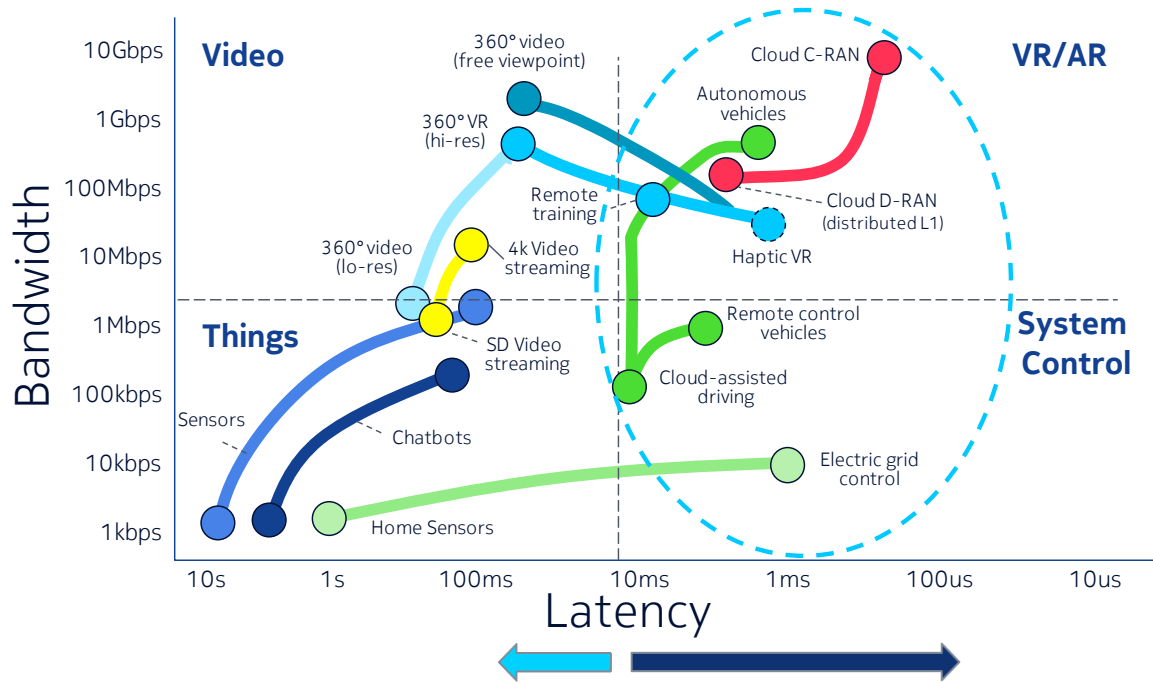 Video
VR/AR
Things
System
Control
Bandwidth
10Gbps
1Gbps
100Mbps
10Mbps
1Mbps
100kbps
10kbps
1kbps
360° video
(free viewpoint)
360° VR
(hi-res)
360° video
(lo-res)
4k Video
streaming
SD Video
streaming
Sensors
Chatbots
Home Sensors
Cloud C-RAN
Autonomous
vehicles
Remote
training
Cloud D-RAN
(distributed L1)
Haptic VR
Remote control
vehicles
Cloud-assisted
driving
Electric grid
control
10s
1s
100ms
10ms
1ms
100us
10us
Latency